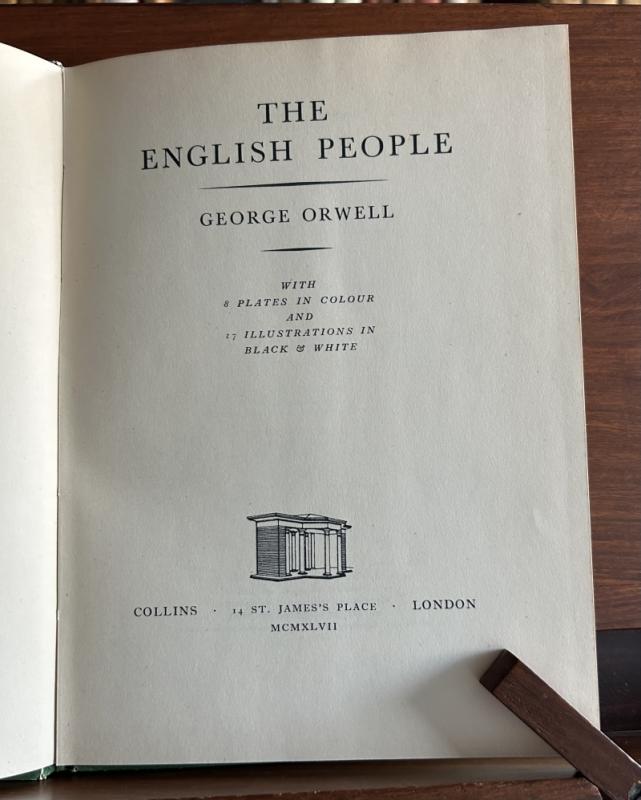 THE
ENGLISH PEOPLE
GEORGE ORWELL
WITH
8 PLATES IN COLOUR
AND
17 ILLUSTRATIONS IN
BLACK & WHITE
COLLINS · 14 ST. JAMES'S PLACE · LONDON
MCMXLVII